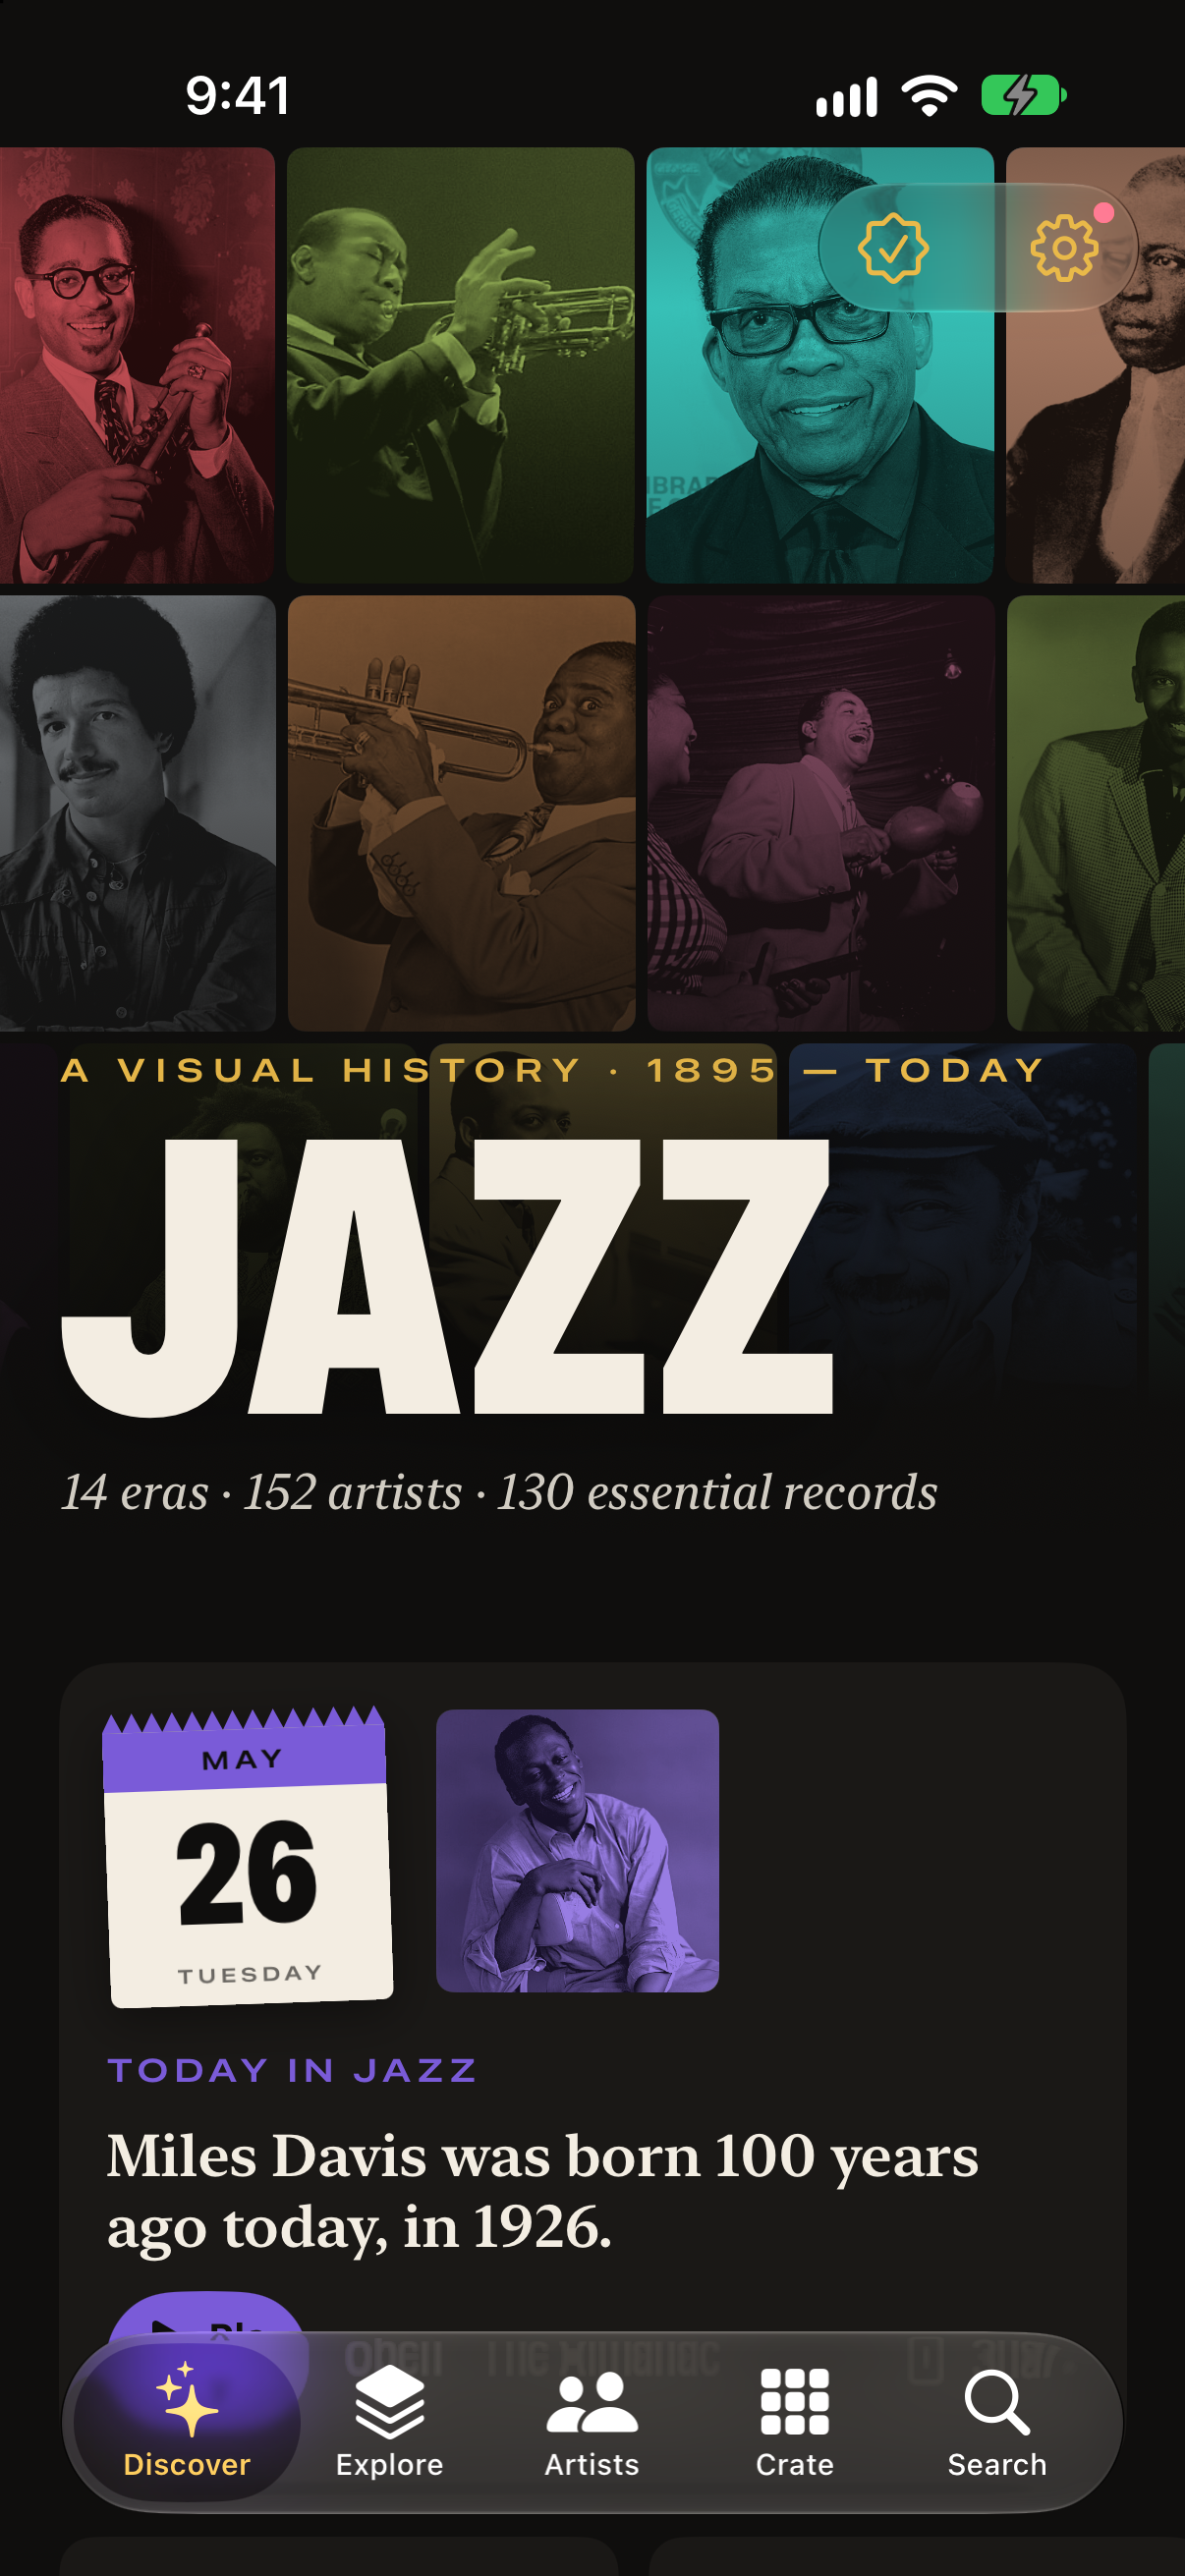 9:41
A VISUAL HISTORY · 1895 — TODAY
JAZZ
14 eras · 152 artists · 130 essential records
MAY
26
TUESDAY
TODAY IN JAZZ
Miles Davis was born 100 years
ago today, in 1926.
Discover
Explore
Artists
Crate
Search